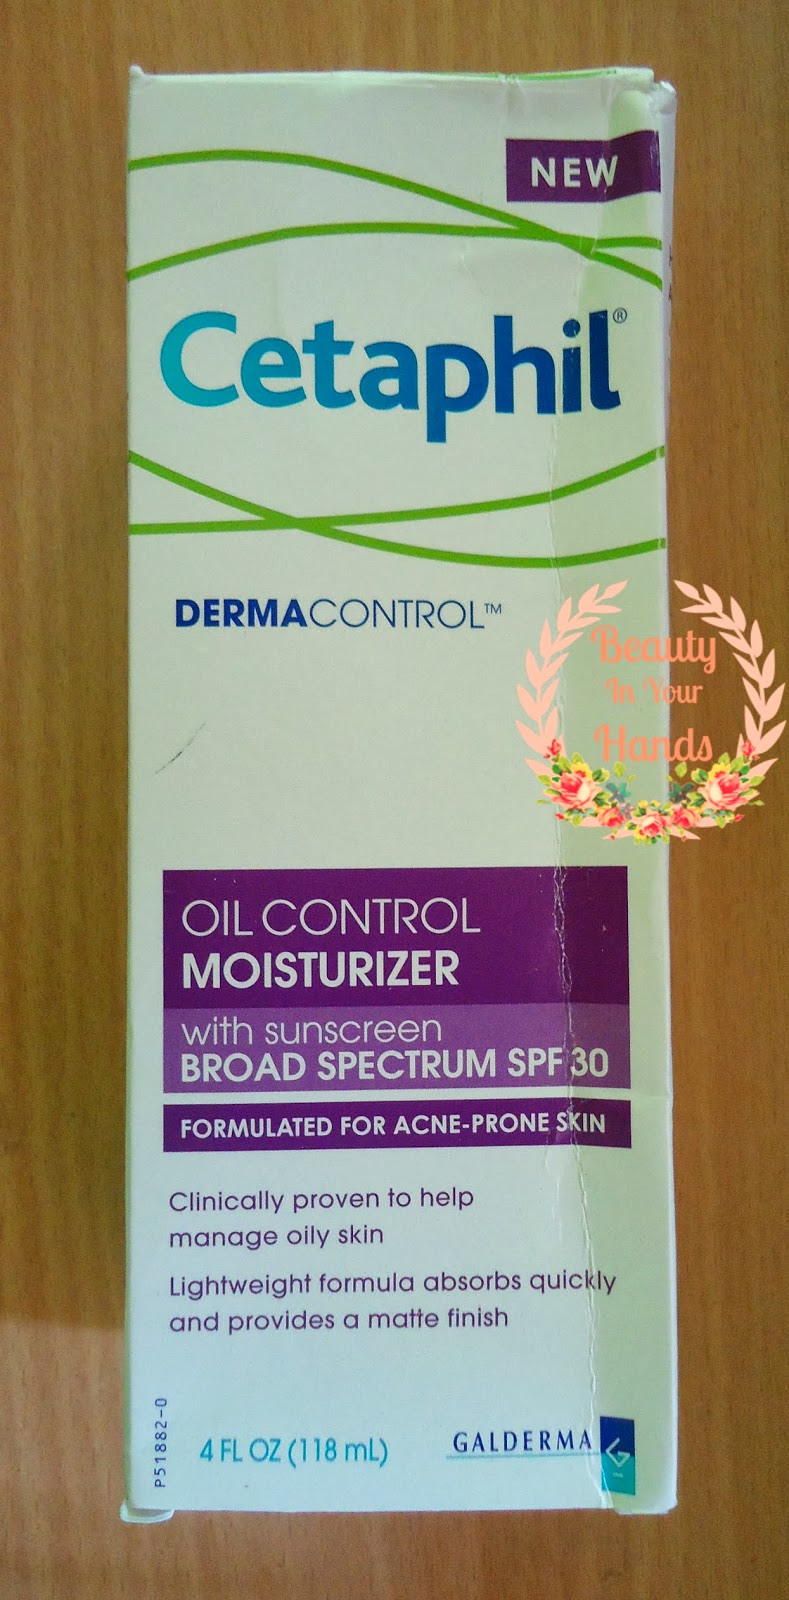 NEW
Cetaphil®
DERMACONTROL™
Beauty
In Your
Hands
OIL CONTROL
MOISTURIZER
with sunscreen
BROAD SPECTRUM SPF 30
FORMULATED FOR ACNE-PRONE SKIN
Clinically proven to help
manage oily skin
Lightweight formula absorbs quickly
and provides a matte finish
P51882-0
4 FL OZ (118 mL)
GALDERMA